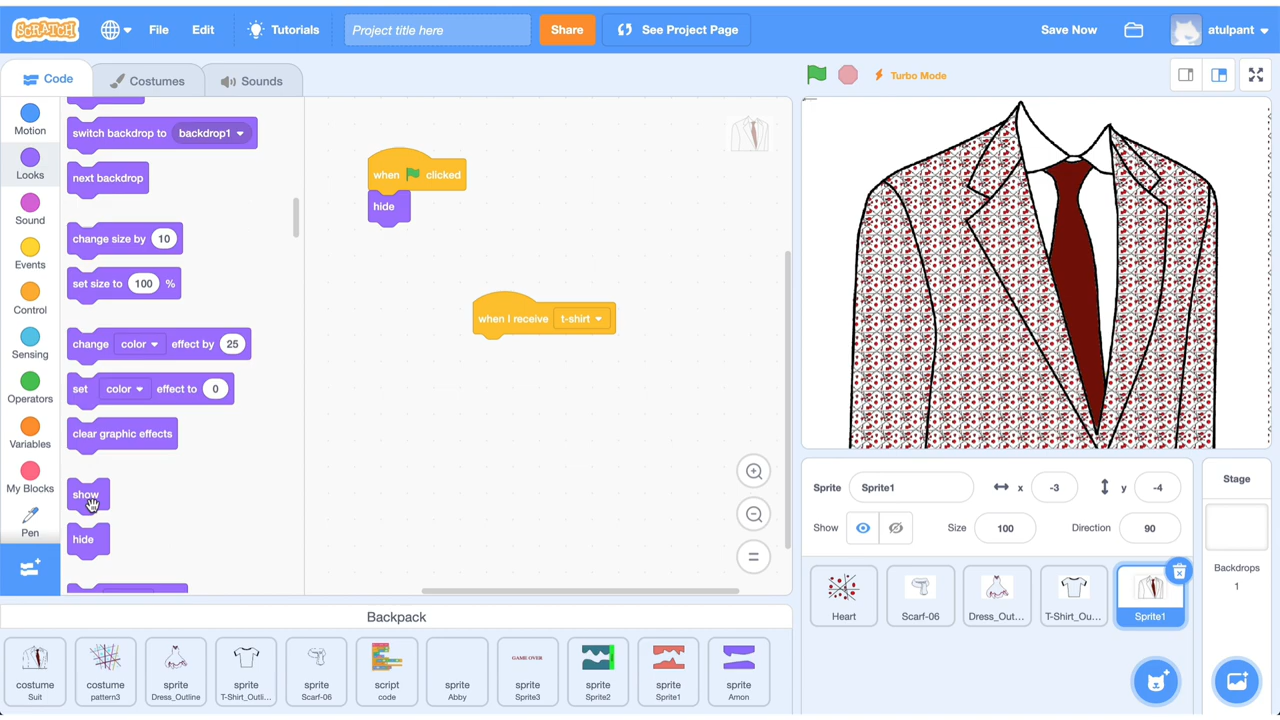 SCRATCH
File
Edit
Tutorials
Project title here
Share
See Project Page
Save Now
atulpant
Code
Costumes
Sounds
Turbo Mode
Motion
Looks
Sound
Events
Control
Sensing
Operators
Variables
My Blocks
Pen
switch backdrop to backdrop1
next backdrop
change size by 10
set size to 100 %
change color effect by 25
set color effect to 0
clear graphic effects
show
hide
when clicked
hide
when I receive t-shirt
Sprite Sprite1 x -3 y -4
Show Size 100 Direction 90
Heart
Scarf-06
Dress_Out...
T-Shirt_Ou...
Sprite1
Stage
Backdrops
1
Backpack
costume
Suit
costume
pattern3
sprite
Dress_Outline
sprite
T-Shirt_Outli...
sprite
Scarf-06
script
code
sprite
Abby
GAME OVER
sprite
Sprite3
sprite
Sprite2
sprite
Sprite1
sprite
Amon